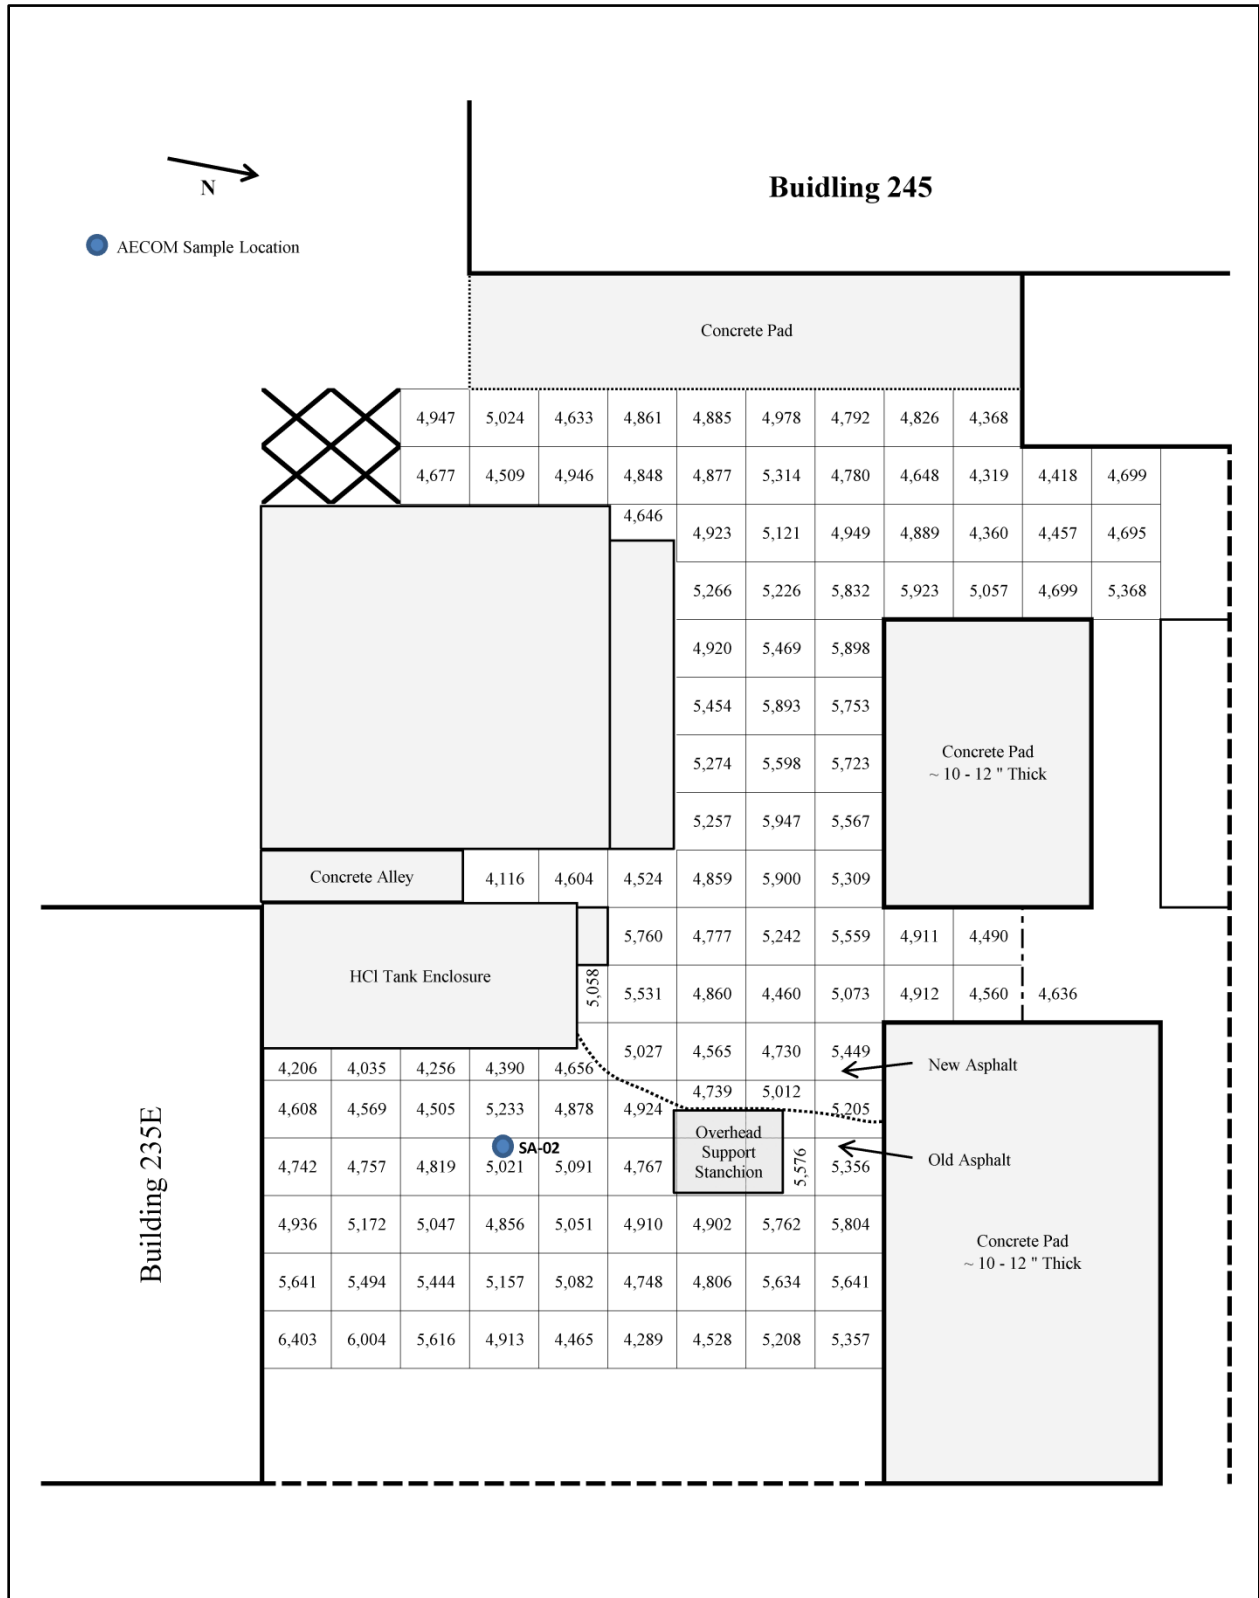 Buidling 245
N
AECOM Sample Location
Concrete Pad
4,947 5,024 4,633 4,861 4,885 4,978 4,792 4,826 4,368
4,677 4,509 4,946 4,848 4,877 5,314 4,780 4,648 4,319 4,418 4,699
4,646
4,923 5,121 4,949 4,889 4,360 4,457 4,695
5,266 5,226 5,832 5,923 5,057 4,699 5,368
4,920 5,469 5,898
5,454 5,893 5,753
Concrete Pad
~ 10 - 12 " Thick
5,274 5,598 5,723
5,257 5,947 5,567
Concrete Alley
4,116 4,604 4,524 4,859 5,900 5,309
5,760 4,777 5,242 5,559 4,911 4,490
HCl Tank Enclosure
5,058
5,531 4,860 4,460 5,073 4,912 4,560 4,636
5,027 4,565 4,730 5,449
New Asphalt
4,206 4,035 4,256 4,390 4,656
4,739 5,012
4,608 4,569 4,505 5,233 4,878 4,924 5,205
Overhead
Support
Stanchion
SA-02
Old Asphalt
4,742 4,757 4,819 5,021 5,091 4,767 5,576 5,356
Building 235E
4,936 5,172 5,047 4,856 5,051 4,910 4,902 5,762 5,804
Concrete Pad
~ 10 - 12 " Thick
5,641 5,494 5,444 5,157 5,082 4,748 4,806 5,634 5,641
6,403 6,004 5,616 4,913 4,465 4,289 4,528 5,208 5,357